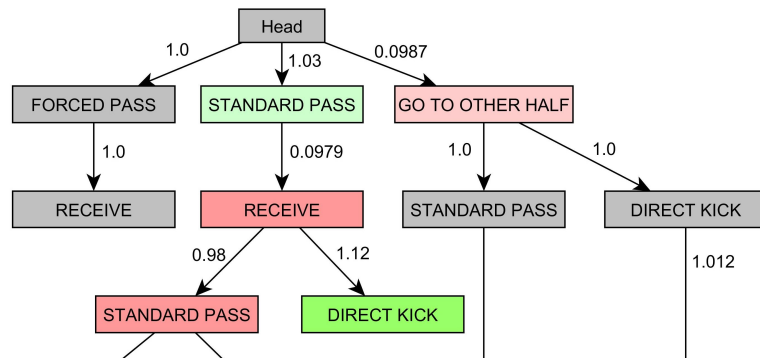 Head
1.0
1.03
0.0987
FORCED PASS
STANDARD PASS
GO TO OTHER HALF
1.0
0.0979
1.0
1.0
RECEIVE
RECEIVE
STANDARD PASS
DIRECT KICK
0.98
1.12
1.012
STANDARD PASS
DIRECT KICK